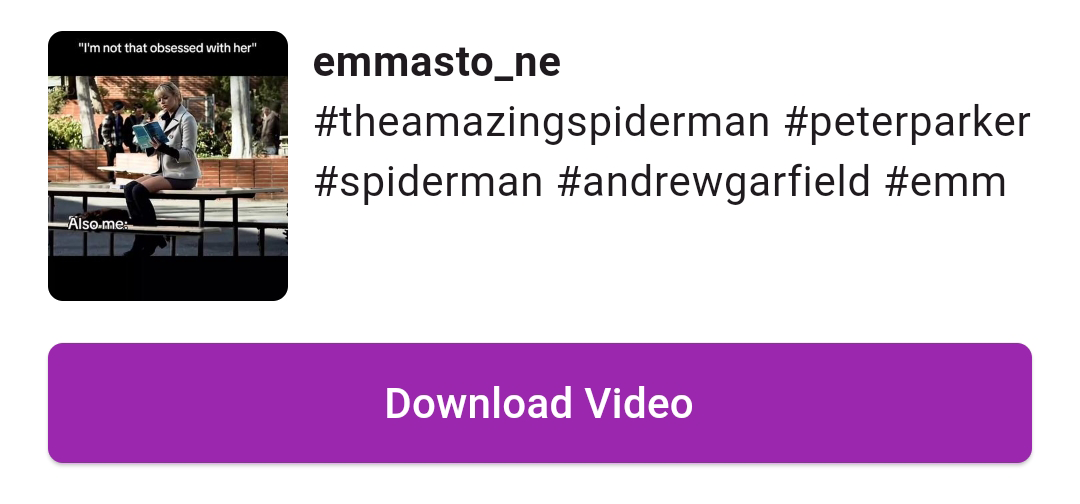 "I'm not that obsessed with her"
Also me:
emmasto_ne
#theamazingspiderman #peterparker
#spiderman #andrewgarfield #emm
Download Video